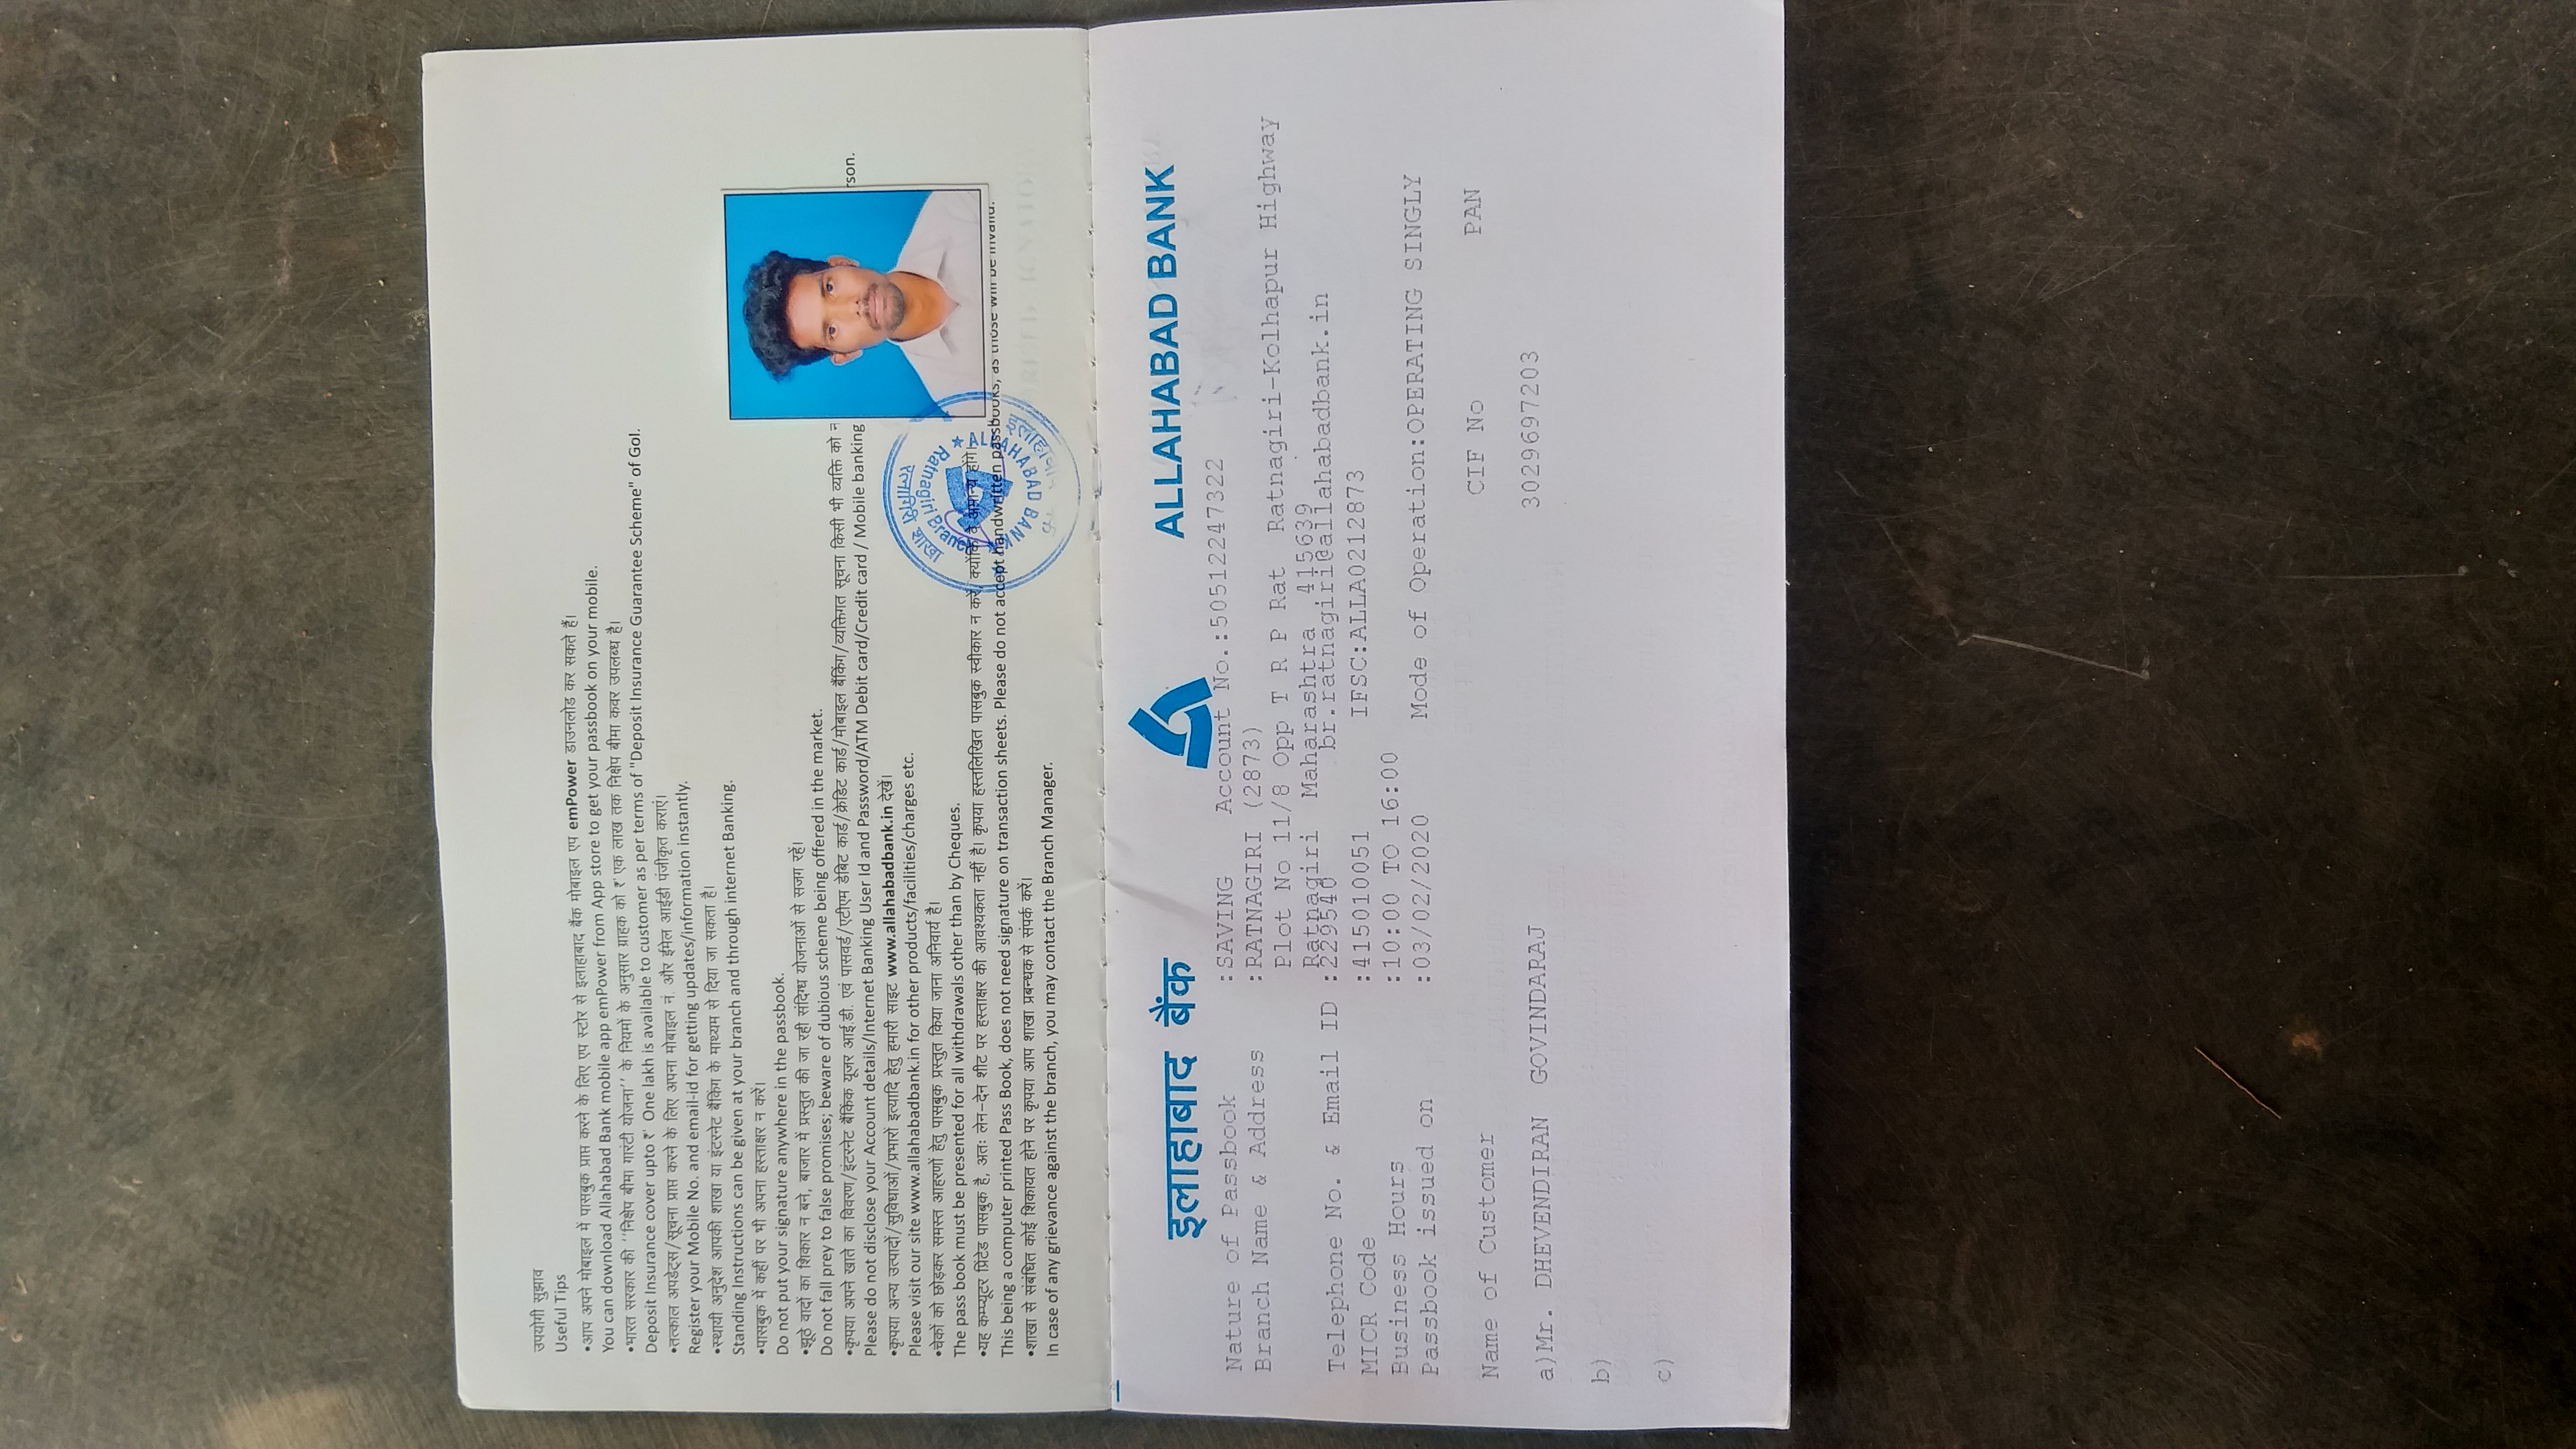 उपयोगी सुझाव
Useful Tips
•आप अपने मोबाइल में पासबुक प्राप्त करने के लिए एप स्टोर से इलाहाबाद बैंक मोबाइल एप emPower डाउनलोड कर सकते हैं।
You can download Allahabad Bank mobile app emPower from App store to get your passbook on your mobile.
•भारत सरकार की ''निक्षेप बीमा गारंटी योजना'' के नियमों के अनुसार ग्राहक को ₹ एक लाख तक निक्षेप बीमा कवर उपलब्ध है।
Deposit Insurance cover upto ₹ One lakh is available to customer as per terms of "Deposit Insurance Guarantee Scheme" of GoI.
•तत्काल अपडेट्स/सूचना प्राप्त करने के लिए अपना मोबाइल नं. और ईमेल आईडी पंजीकृत कराएं।
Register your Mobile No. and email-id for getting updates/information instantly.
•स्थायी अनुदेश आपकी शाखा या इंटरनेट बैंकिंग के माध्यम से दिया जा सकता है।
Standing Instructions can be given at your branch and through internet Banking.
•पासबुक में कहीं पर भी अपना हस्ताक्षर न करें।
Do not put your signature anywhere in the passbook.
•झूठे वादों का शिकार न बने, बाजार में प्रस्तुत की जा रही संदिग्ध योजनाओं से सजग रहें।
Do not fall prey to false promises; beware of dubious scheme being offered in the market.
•कृपया अपने खाते का विवरण/इंटरनेट बैंकिंक यूजर आई.डी. एवं पासवर्ड/एटीएम डेबिट कार्ड/क्रेडिट कार्ड/मोबाइल बैंकिंग/व्यक्तिगत सूचना किसी भी व्यक्ति को न
Please do not disclose your Account details/Internet Banking User Id and Password/ATM Debit card/Credit card / Mobile banking rson.
•कृपया अन्य उत्पादों/सुविधाओं/प्रभारों इत्यादि हेतु हमारी साइट www.allahabadbank.in देखें।
Please visit our site www.allahabadbank.in for other products/facilities/charges etc.
•चेकों को छोड़कर समस्त आहरणों हेतु पासबुक प्रस्तुत किया जाना अनिवार्य है।
The pass book must be presented for all withdrawals other than by Cheques.
•यह कम्प्यूटर प्रिंटेड पासबुक है, अतः लेन-देन शीट पर हस्ताक्षर की आवश्यकता नहीं है। कृपया हस्तलिखित पासबुक स्वीकार न करें, क्योंकि वे अमान्य होंगे।
This being a computer printed Pass Book, does not need signature on transaction sheets. Please do not accept handwritten passbooks, as those will be invalid.
•शाखा से संबंधित कोई शिकायत होने पर कृपया आप शाखा प्रबन्धक से संपर्क करें।
In case of any grievance against the branch, you may contact the Branch Manager.
रत्नागिरी शाखा
Ratnagiri Branch
ALLAHABAD BANK
इलाहाबाद बैंक ALLAHABAD BANK
Nature of Passbook :SAVING Account No.:50512247322
Branch Name & Address :RATNAGIRI (2873)
Plot No 11/8 Opp T R P Rat Ratnagiri-Kolhapur Highway
Ratnagiri Maharashtra 415639
Telephone No. & Email ID :229540 br.ratnagiri@allahabadbank.in
MICR Code :415010051 IFSC:ALLA0212873
Business Hours :10:00 TO 16:00
Passbook issued on :03/02/2020 Mode of Operation:OPERATING SINGLY
Name of Customer CIF No PAN
a)Mr. DHEVENDIRAN GOVINDARAJ 3029697203
b)
c)